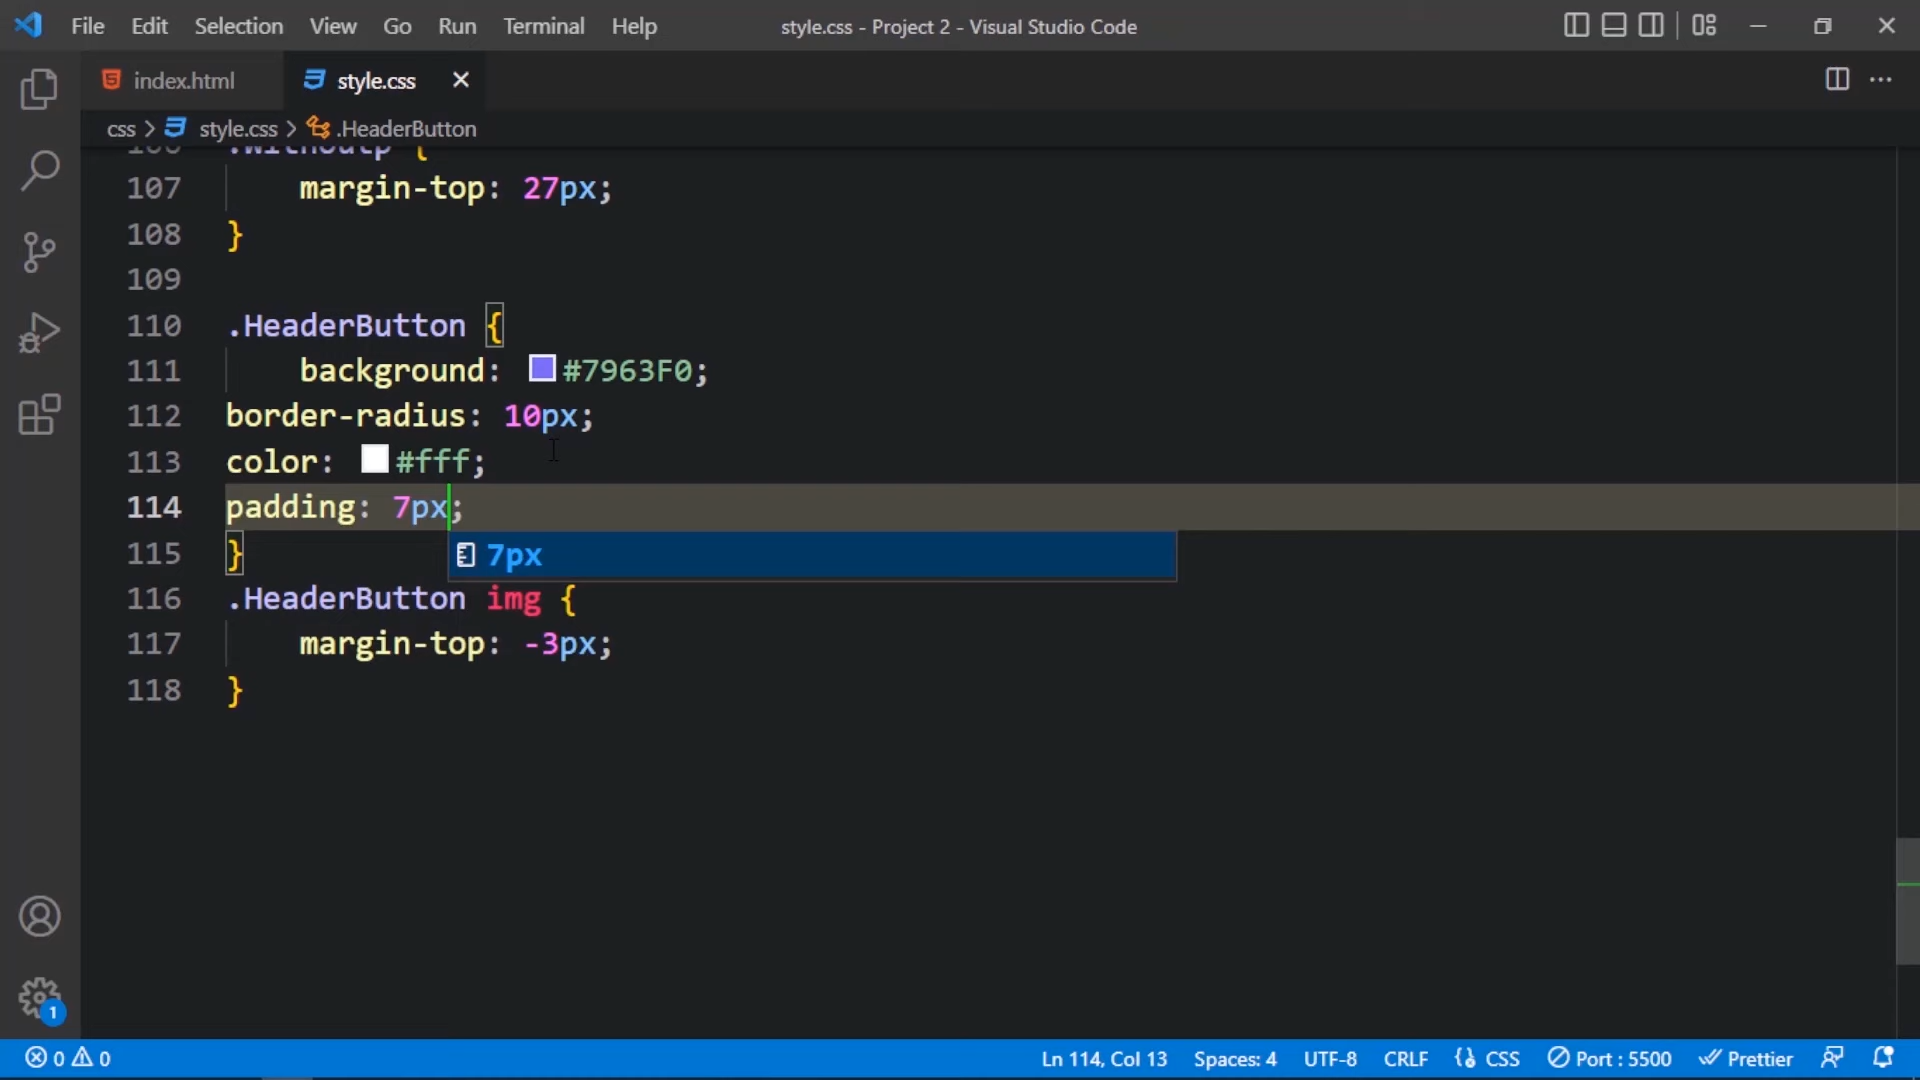 File Edit Selection View Go Run Terminal Help style.css - Project 2 - Visual Studio Code
index.html style.css
css > style.css > .HeaderButton
106 .withoutp {
107 margin-top: 27px;
108 }
109
110 .HeaderButton {
111 background: #7963F0;
112 border-radius: 10px;
113 color: #fff;
114 padding: 7px;
7px
115 }
116 .HeaderButton img {
117 margin-top: -3px;
118 }
1
0 0 Ln 114, Col 13 Spaces: 4 UTF-8 CRLF CSS Port : 5500 Prettier